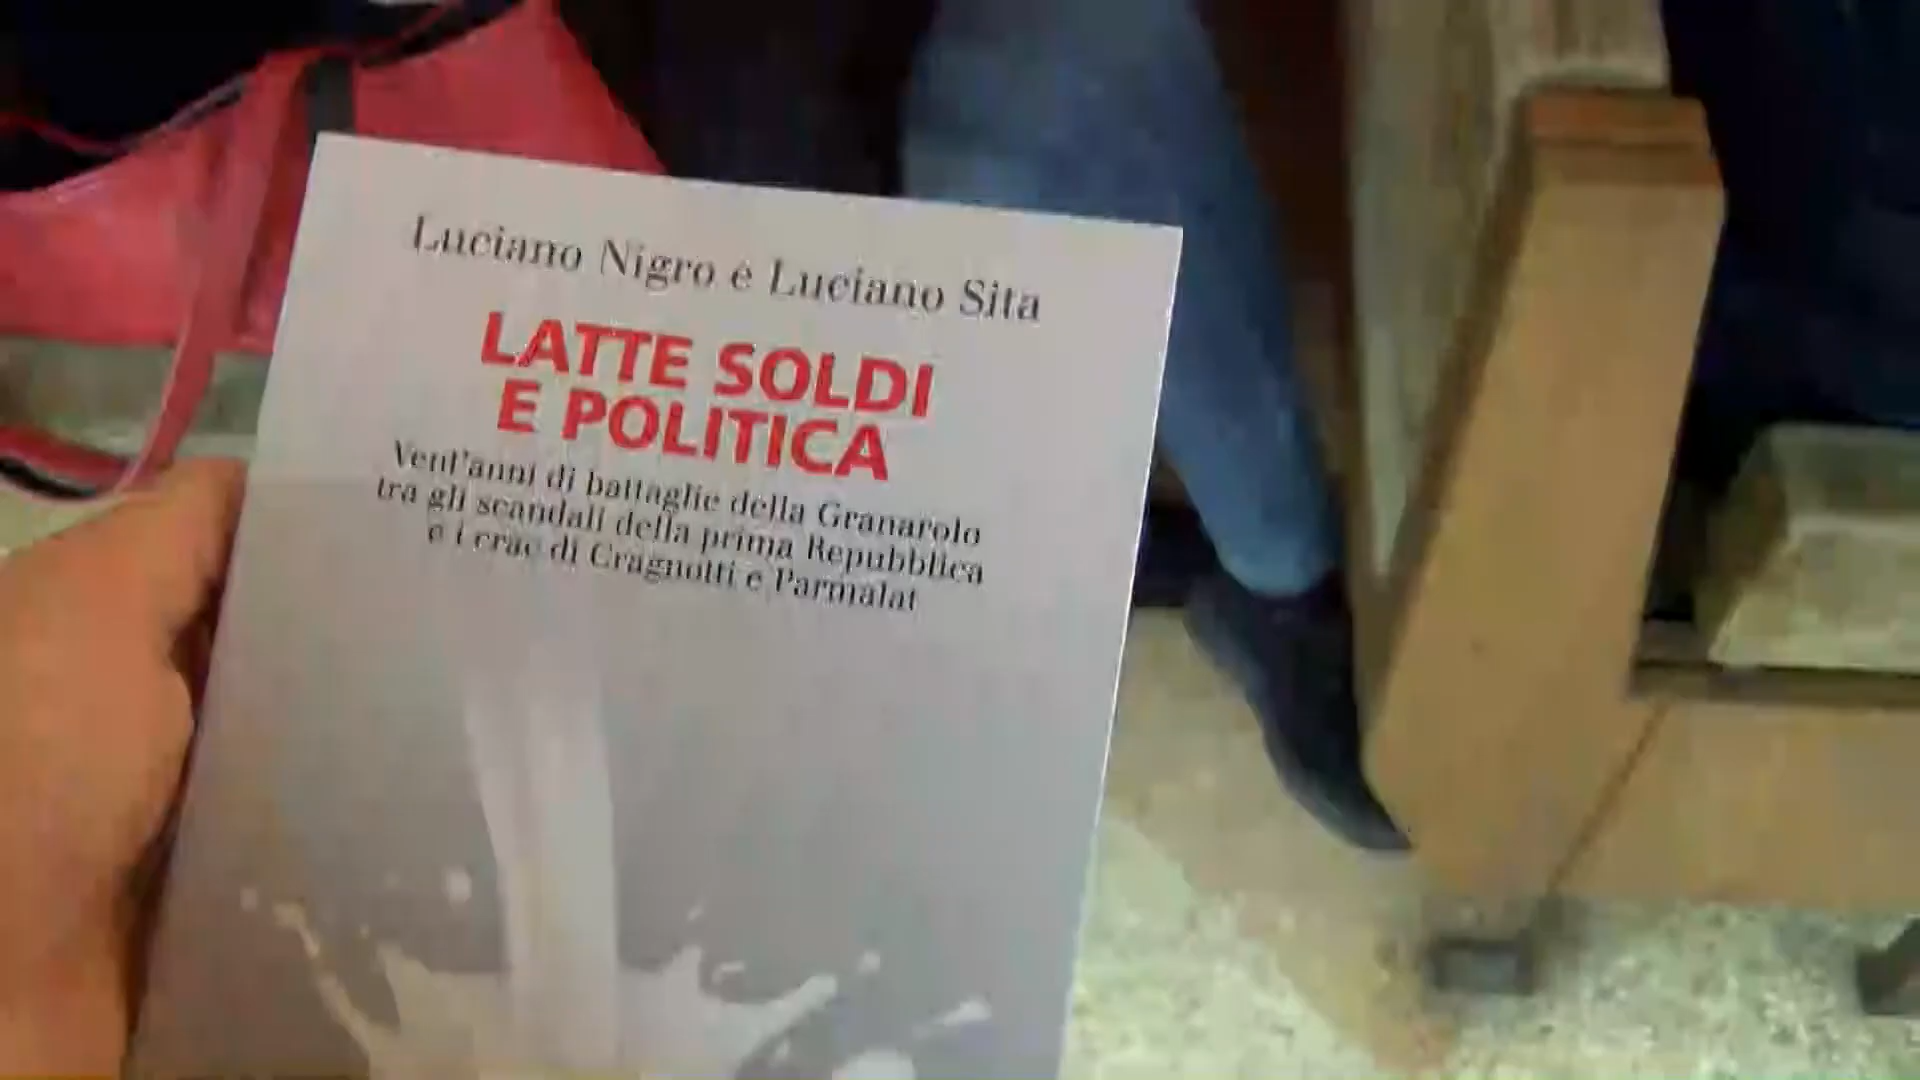 Luciano Nigro e Luciano Sita
LATTE SOLDI
E POLITICA
Vent'anni di battaglie della Granarolo
tra gli scandali della prima Repubblica
e i crac di Cragnotti e Parmalat